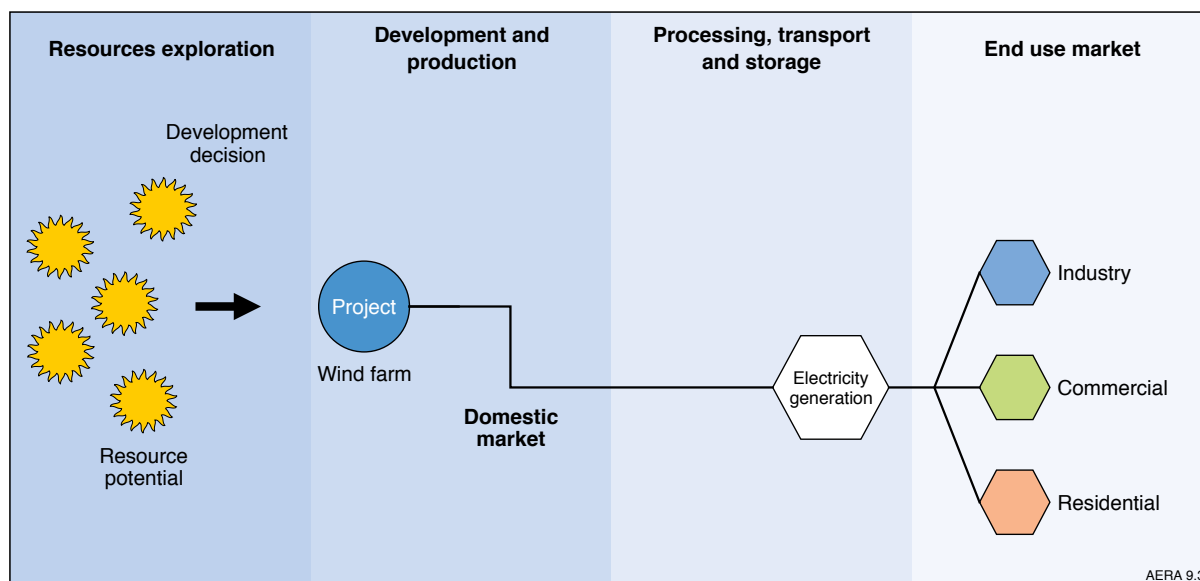 Resources exploration
Development and
production
Processing, transport
and storage
End use market
Development
decision
Resource
potential
Project
Wind farm
Domestic
market
Electricity
generation
Industry
Commercial
Residential
AERA